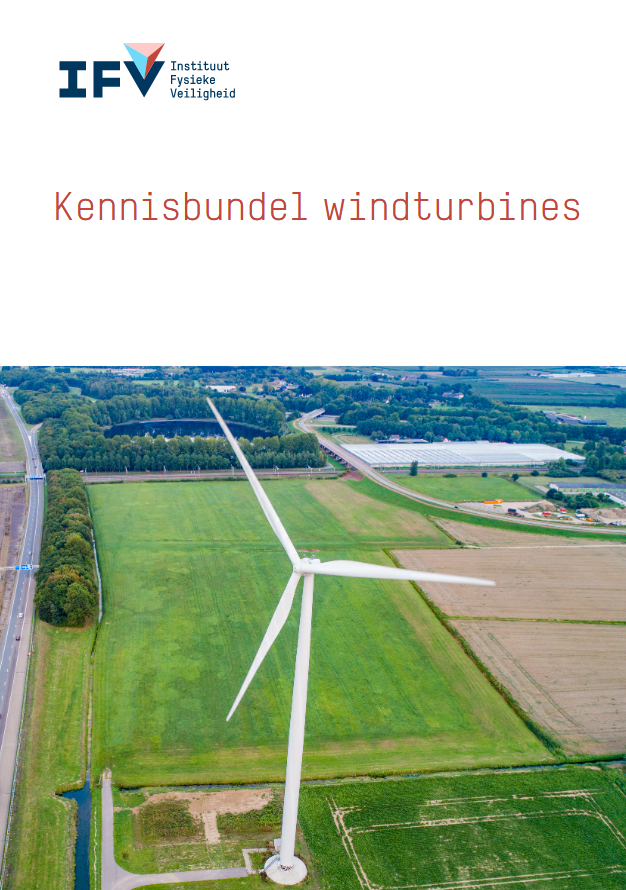 IFV
Instituut
Fysieke
Veiligheid
Kennisbundel windturbines